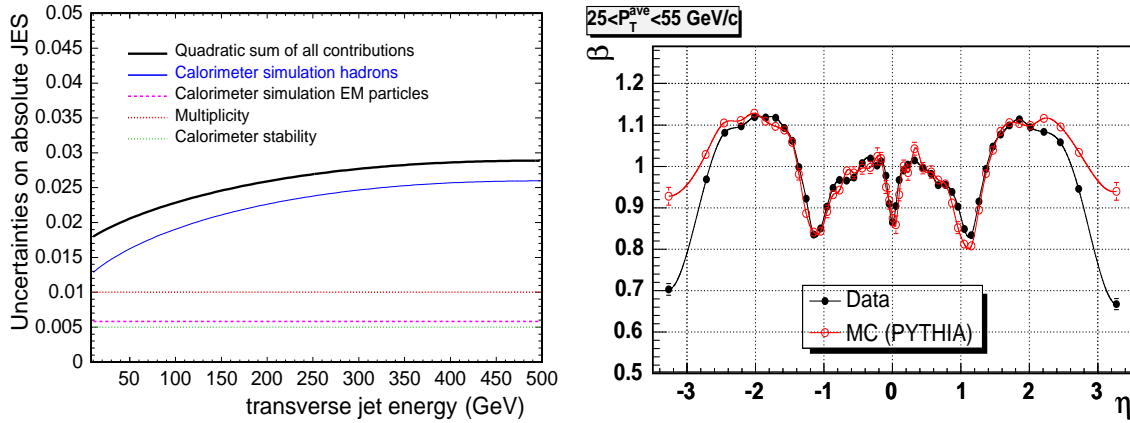 Uncertainties on absolute JES
0.05
0.045
0.04
0.035
0.03
0.025
0.02
0.015
0.01
0.005
0
Quadratic sum of all contributions
Calorimeter simulation hadrons
Calorimeter simulation EM particles
Multiplicity
Calorimeter stability
50 100 150 200 250 300 350 400 450 500
transverse jet energy (GeV)
25<P_T^ave<55 GeV/c
β
1.2
1.1
1
0.9
0.8
0.7
0.6
0.5
Data
MC (PYTHIA)
-3 -2 -1 0 1 2 3
η